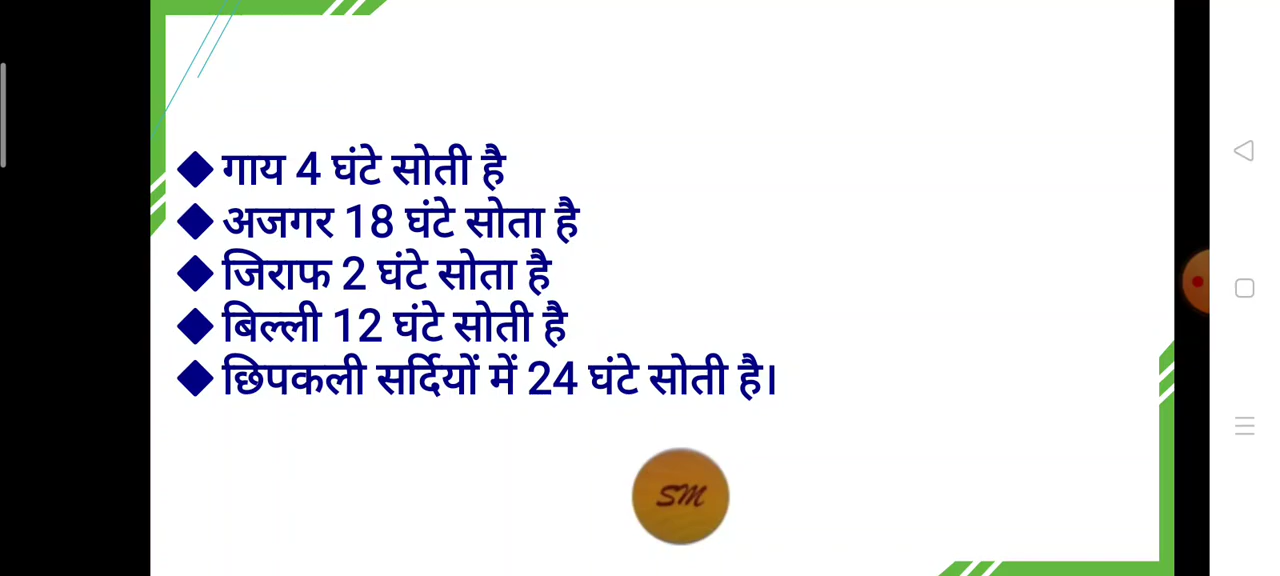 ◆ गाय 4 घंटे सोती है
◆ अजगर 18 घंटे सोता है
◆ जिराफ 2 घंटे सोता है
◆ बिल्ली 12 घंटे सोती है
◆ छिपकली सर्दियों में 24 घंटे सोती है।
SM